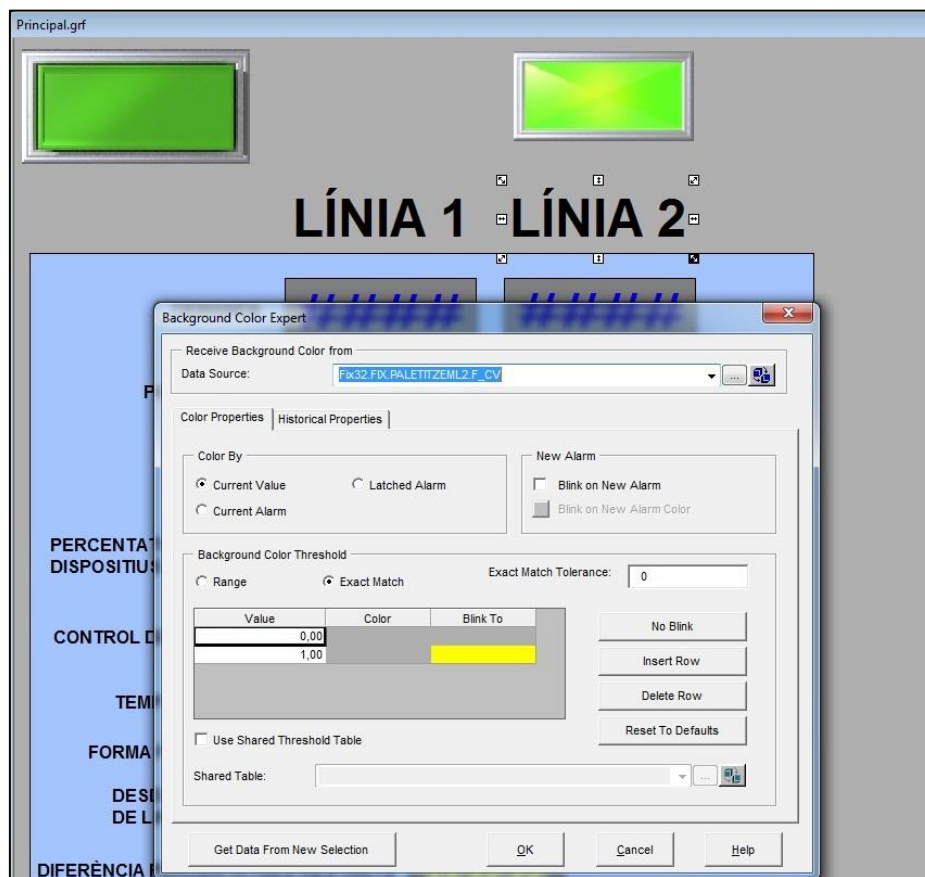 Principal.grf
LÍNIA 1 LÍNIA 2
####  ####
Background Color Expert
Receive Background Color from
Data Source: Fix32.FIX.PALETITZEML2.F_CV ...
Color Properties Historical Properties
Color By New Alarm
Current Value Latched Alarm Blink on New Alarm
Current Alarm Blink on New Alarm Color
PERCENTAT
DISPOSITIUS
Background Color Threshold
Range Exact Match Exact Match Tolerance: 0
Value Color Blink To
0,00 No Blink
CONTROL D
1,00 Insert Row
Delete Row
Reset To Defaults
Use Shared Threshold Table
FORMA
Shared Table: ...
DE L
Get Data From New Selection OK Cancel Help
DIFERÈNCIA